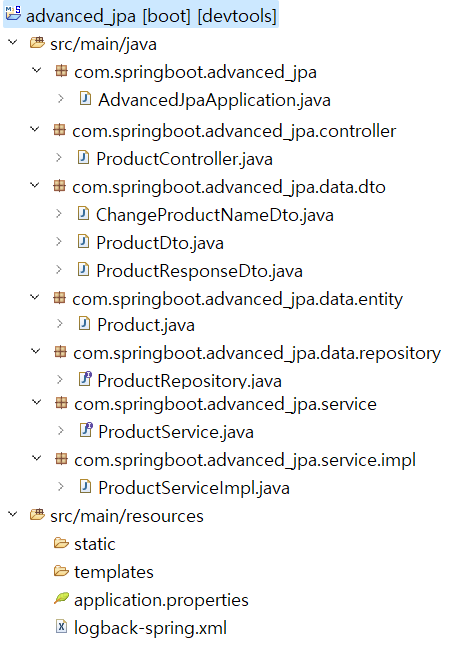 advanced_jpa [boot] [devtools]
src/main/java
com.springboot.advanced_jpa
AdvancedJpaApplication.java
com.springboot.advanced_jpa.controller
ProductController.java
com.springboot.advanced_jpa.data.dto
ChangeProductNameDto.java
ProductDto.java
ProductResponseDto.java
com.springboot.advanced_jpa.data.entity
Product.java
com.springboot.advanced_jpa.data.repository
ProductRepository.java
com.springboot.advanced_jpa.service
ProductService.java
com.springboot.advanced_jpa.service.impl
ProductServiceImpl.java
src/main/resources
static
templates
application.properties
logback-spring.xml